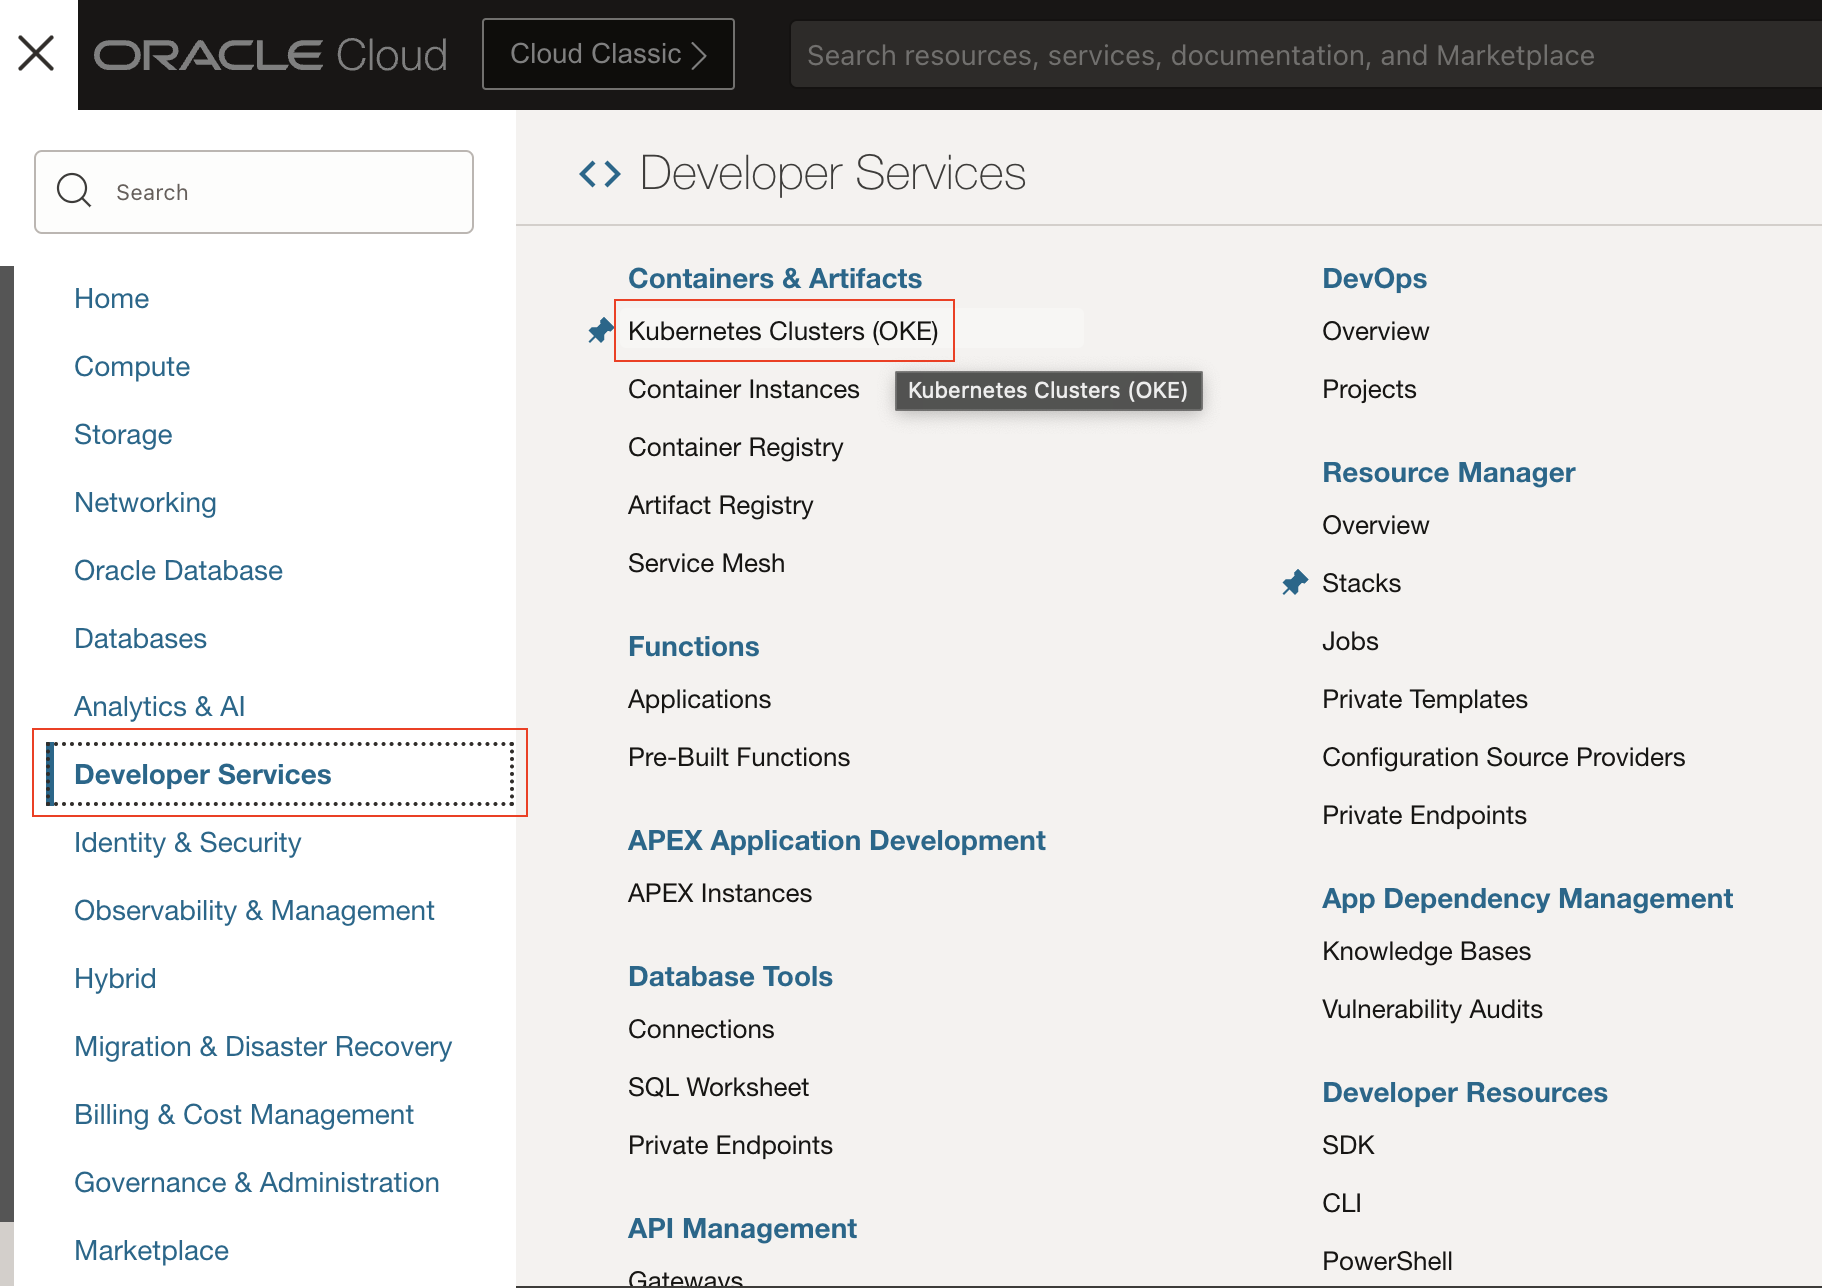 ORACLE Cloud
Cloud Classic
Search resources, services, documentation, and Marketplace
Search
Home
Compute
Storage
Networking
Oracle Database
Databases
Analytics & AI
Developer Services
Identity & Security
Observability & Management
Hybrid
Migration & Disaster Recovery
Billing & Cost Management
Governance & Administration
Marketplace
Developer Services
Containers & Artifacts
Kubernetes Clusters (OKE)
Kubernetes Clusters (OKE)
Container Instances
Container Registry
Artifact Registry
Service Mesh
Functions
Applications
Pre-Built Functions
APEX Application Development
APEX Instances
Database Tools
Connections
SQL Worksheet
Private Endpoints
API Management
Gateways
DevOps
Overview
Projects
Resource Manager
Overview
Stacks
Jobs
Private Templates
Configuration Source Providers
Private Endpoints
App Dependency Management
Knowledge Bases
Vulnerability Audits
Developer Resources
SDK
CLI
PowerShell